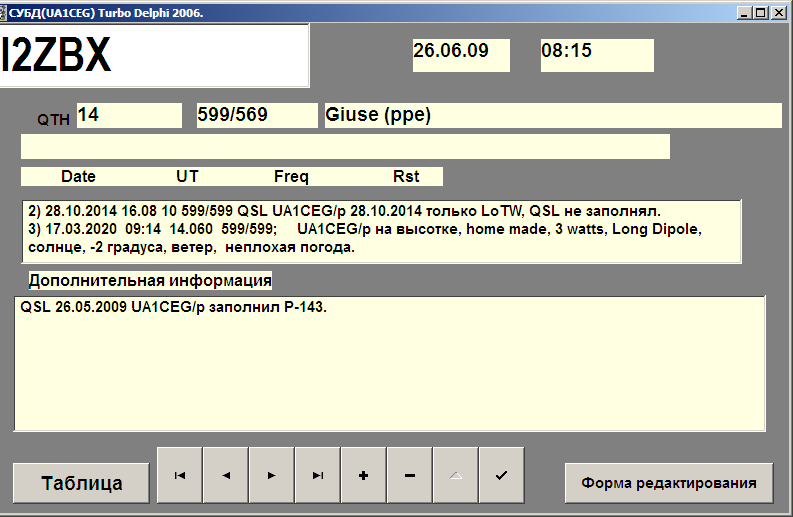 СУБД(UA1CEG) Turbo Delphi 2006.
I2ZBX
26.06.09 08:15
QTH 14 599/569 Giuse (ppe)
Date UT Freq Rst
2) 28.10.2014 16.08 10 599/599 QSL UA1CEG/p 28.10.2014 только LoTW, QSL не заполнял.
3) 17.03.2020 09:14 14.060 599/599; UA1CEG/p на высотке, home made, 3 watts, Long Dipole,
солнце, -2 градуса, ветер, неплохая погода.
Дополнительная информация
QSL 26.05.2009 UA1CEG/p заполнил Р-143.
Таблица
Форма редактирования